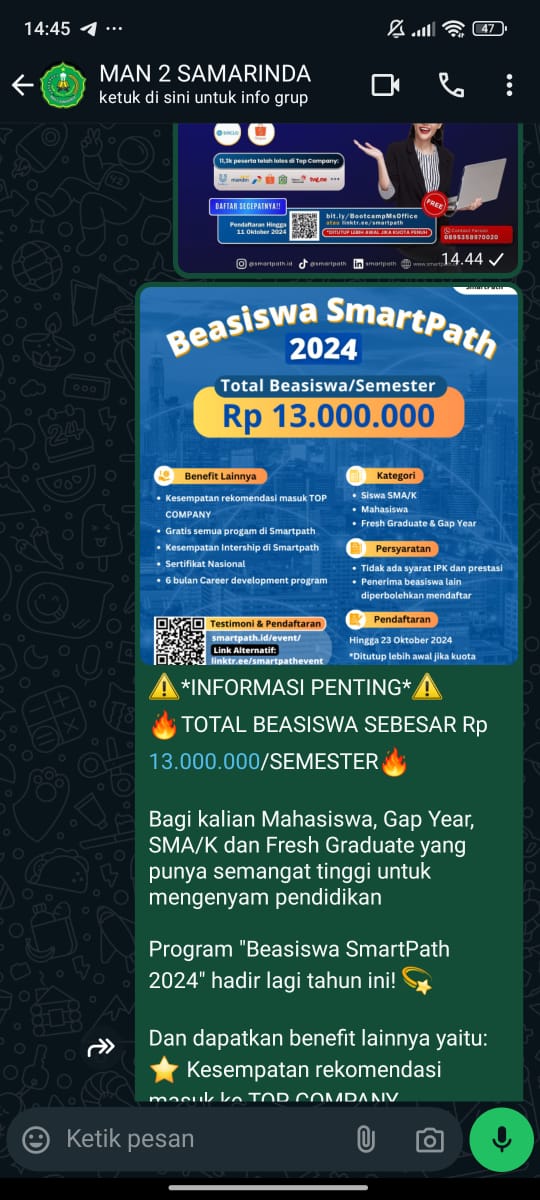 14:45
47
MAN 2 SAMARINDA
ketuk di sini untuk info grup
11,3k peserta telah lolos di Top Company:
mandiri
DAFTAR SECEPATNYA!!
FREE
Pendaftaran Hingga
11 Oktober 2024
bit.ly/BootcampMsOffice
atau linktr.ee/smartpath
*DITUTUP LEBIH AWAL JIKA KUOTA PENUH
Contact Person
0895358570020
@smartpath.id @smartpath smartpath
14.44
Beasiswa SmartPath
2024
Total Beasiswa/Semester
Rp 13.000.000
Benefit Lainnya
• Kesempatan rekomendasi masuk TOP
COMPANY
• Gratis semua progam di Smartpath
• Kesempatan Intership di Smartpath
• Sertifikat Nasional
• 6 bulan Career development program
Kategori
• Siswa SMA/K
• Mahasiswa
• Fresh Graduate & Gap Year
Persyaratan
• Tidak ada syarat IPK dan prestasi
• Penerima beasiswa lain
diperbolehkan mendaftar
Pendaftaran
Hingga 23 Oktober 2024
*Ditutup lebih awal jika kuota
Testimoni & Pendaftaran
smartpath.id/event/
Link Alternatif:
linktr.ee/smartpathevent
⚠️*INFORMASI PENTING*⚠️
🔥TOTAL BEASISWA SEBESAR Rp
13.000.000/SEMESTER🔥
Bagi kalian Mahasiswa, Gap Year,
SMA/K dan Fresh Graduate yang
punya semangat tinggi untuk
mengenyam pendidikan
Program "Beasiswa SmartPath
2024" hadir lagi tahun ini! 💫
Dan dapatkan benefit lainnya yaitu:
⭐ Kesempatan rekomendasi
masuk ke TOP COMPANY
Ketik pesan